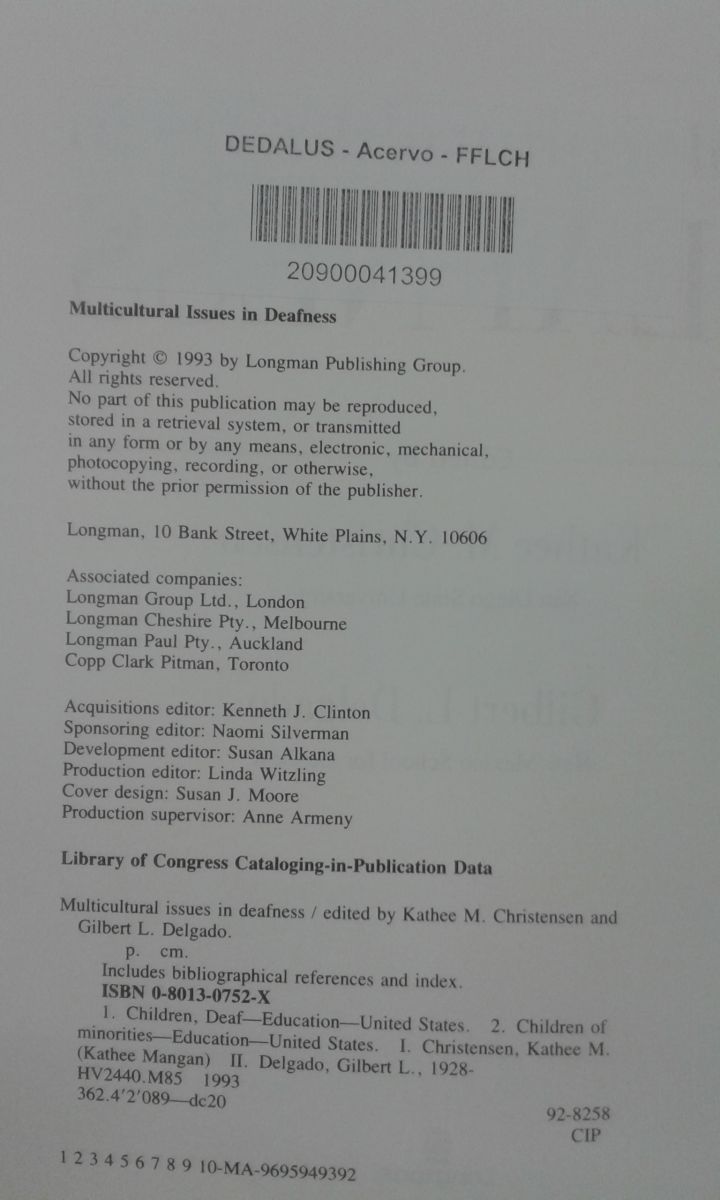 DEDALUS - Acervo - FFLCH
20900041399
Multicultural Issues in Deafness
Copyright © 1993 by Longman Publishing Group.
All rights reserved.
No part of this publication may be reproduced,
stored in a retrieval system, or transmitted
in any form or by any means, electronic, mechanical,
photocopying, recording, or otherwise,
without the prior permission of the publisher.
Longman, 10 Bank Street, White Plains, N.Y. 10606
Associated companies:
Longman Group Ltd., London
Longman Cheshire Pty., Melbourne
Longman Paul Pty., Auckland
Copp Clark Pitman, Toronto
Acquisitions editor: Kenneth J. Clinton
Sponsoring editor: Naomi Silverman
Development editor: Susan Alkana
Production editor: Linda Witzling
Cover design: Susan J. Moore
Production supervisor: Anne Armeny
Library of Congress Cataloging-in-Publication Data
Multicultural issues in deafness / edited by Kathee M. Christensen and
Gilbert L. Delgado.
p. cm.
Includes bibliographical references and index.
ISBN 0-8013-0752-X
1. Children, Deaf—Education—United States. 2. Children of
minorities—Education—United States. I. Christensen, Kathee M.
(Kathee Mangan) II. Delgado, Gilbert L., 1928-
HV2440.M85 1993
362.4'2'089—dc20
92-8258
CIP
1 2 3 4 5 6 7 8 9 10-MA-9695949392